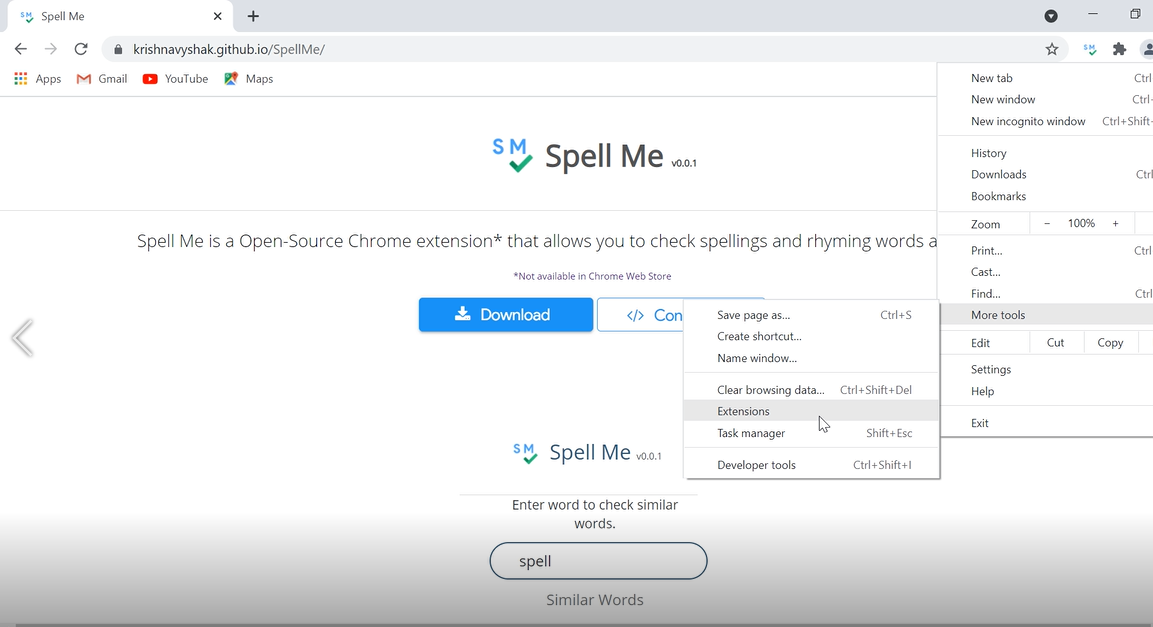 Spell Me
krishnavyshak.github.io/SpellMe/
Apps Gmail YouTube Maps
New tab Ctrl
New window Ctrl-
New incognito window Ctrl+Shift-
History
Downloads Ctrl
Bookmarks
Zoom - 100% +
Print... Ctrl
Cast...
Find... Ctrl
More tools
Edit Cut Copy
Settings
Help
Exit
SM Spell Me v0.0.1
Spell Me is a Open-Source Chrome extension* that allows you to check spellings and rhyming words a
*Not available in Chrome Web Store
Download </> Con
Save page as... Ctrl+S
Create shortcut...
Name window...
Clear browsing data... Ctrl+Shift+Del
Extensions
Task manager Shift+Esc
Developer tools Ctrl+Shift+I
SM Spell Me v0.0.1
Enter word to check similar
words.
spell
Similar Words